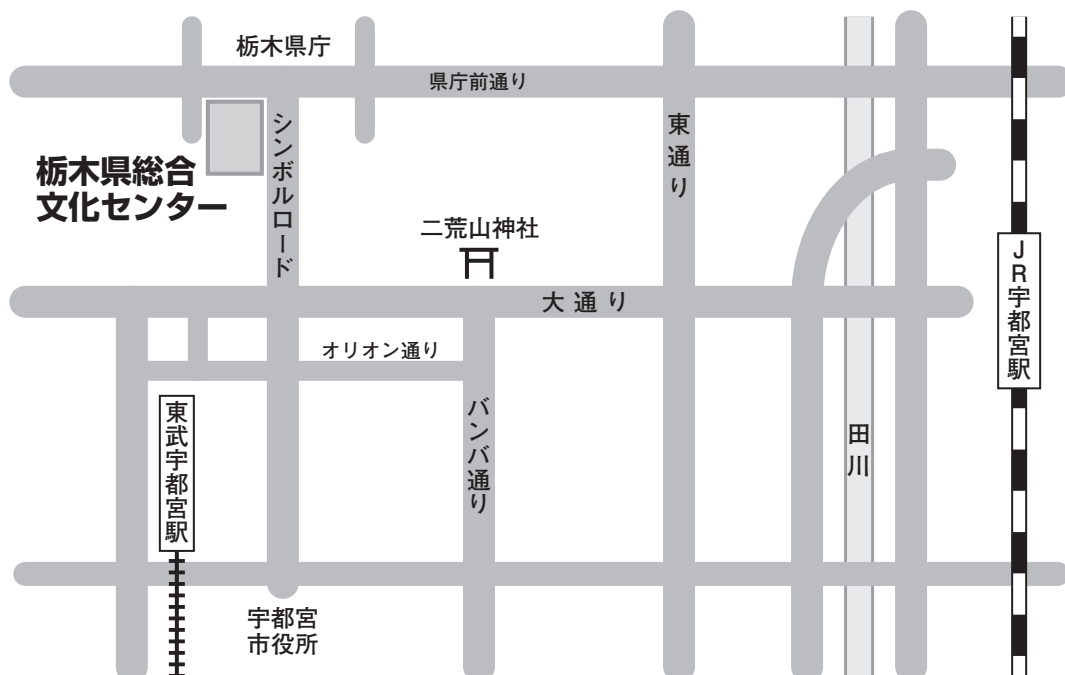 栃木県庁
県庁前通り
シンボルロード
東通り
栃木県総合
文化センター
二荒山神社
大通り
JR宇都宮駅
オリオン通り
東武宇都宮駅
バンバ通り
田川
宇都宮
市役所